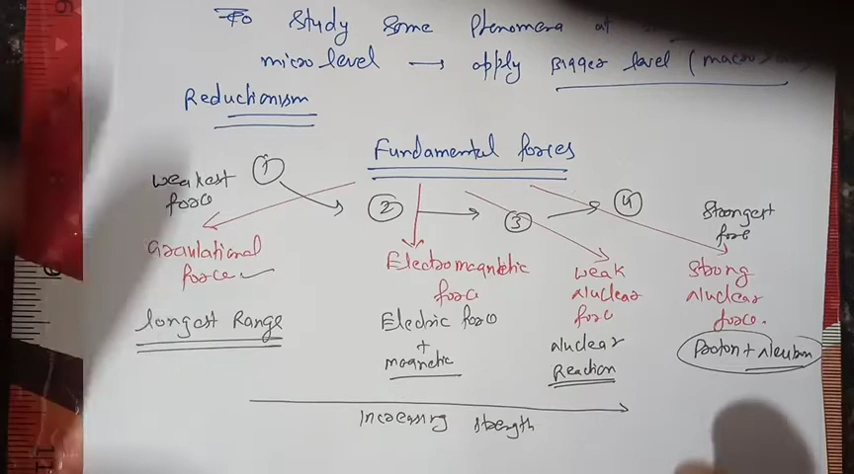 To study some Phenomena at
micro level → apply Bigger level (macro
Reductionism
Fundamental forces
weakest
force
①
②
③
④
Strongest
force
Gravitational
force
longest Range
Electromagnetic
force
Electric force
+
magnetic
weak
Nuclear
force
Nuclear
Reaction
Strong
Nuclear
force.
Proton + Neutron
Increasing strength